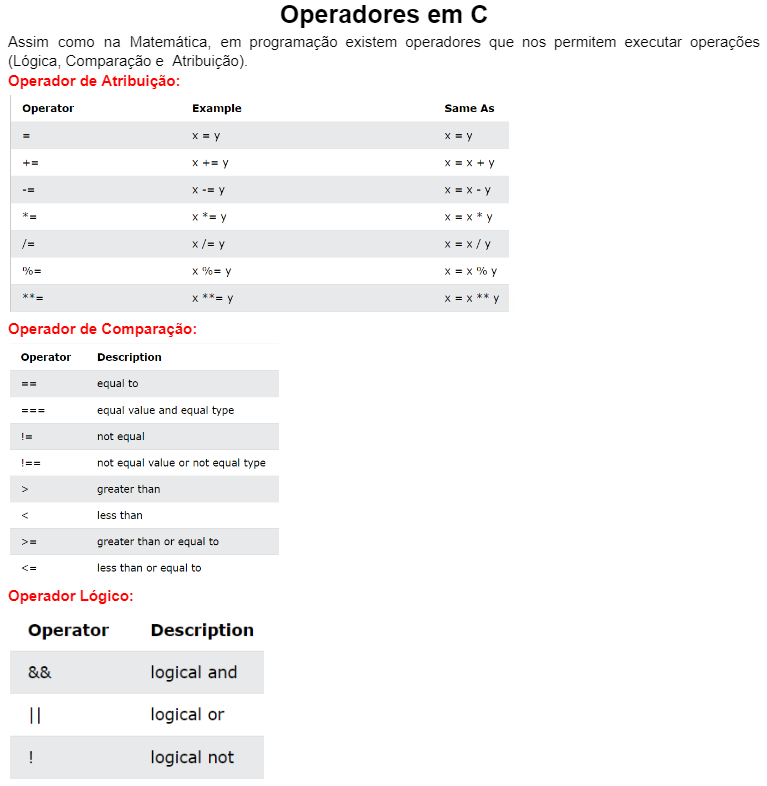 Operadores em C
Assim como na Matemática, em programação existem operadores que nos permitem executar operações
(Lógica, Comparação e Atribuição).
Operador de Atribuição:
Operator Example Same As
= x = y x = y
+= x += y x = x + y
-= x -= y x = x - y
*= x *= y x = x * y
/= x /= y x = x / y
%= x %= y x = x % y
**= x **= y x = x ** y
Operador de Comparação:
Operator Description
== equal to
=== equal value and equal type
!= not equal
!== not equal value or not equal type
> greater than
< less than
>= greater than or equal to
<= less than or equal to
Operador Lógico:
Operator Description
&& logical and
|| logical or
! logical not